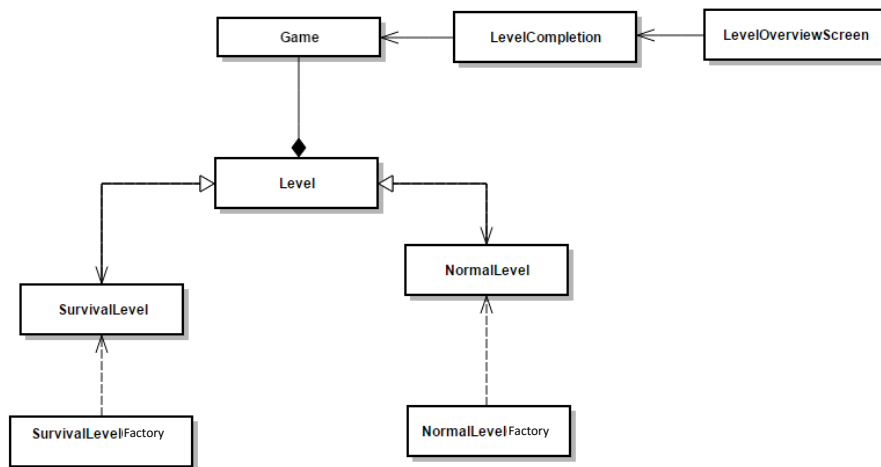 Game
LevelCompletion
LevelOverviewScreen
Level
NormalLevel
SurvivalLevel
SurvivalLevelFactory
NormalLevelFactory